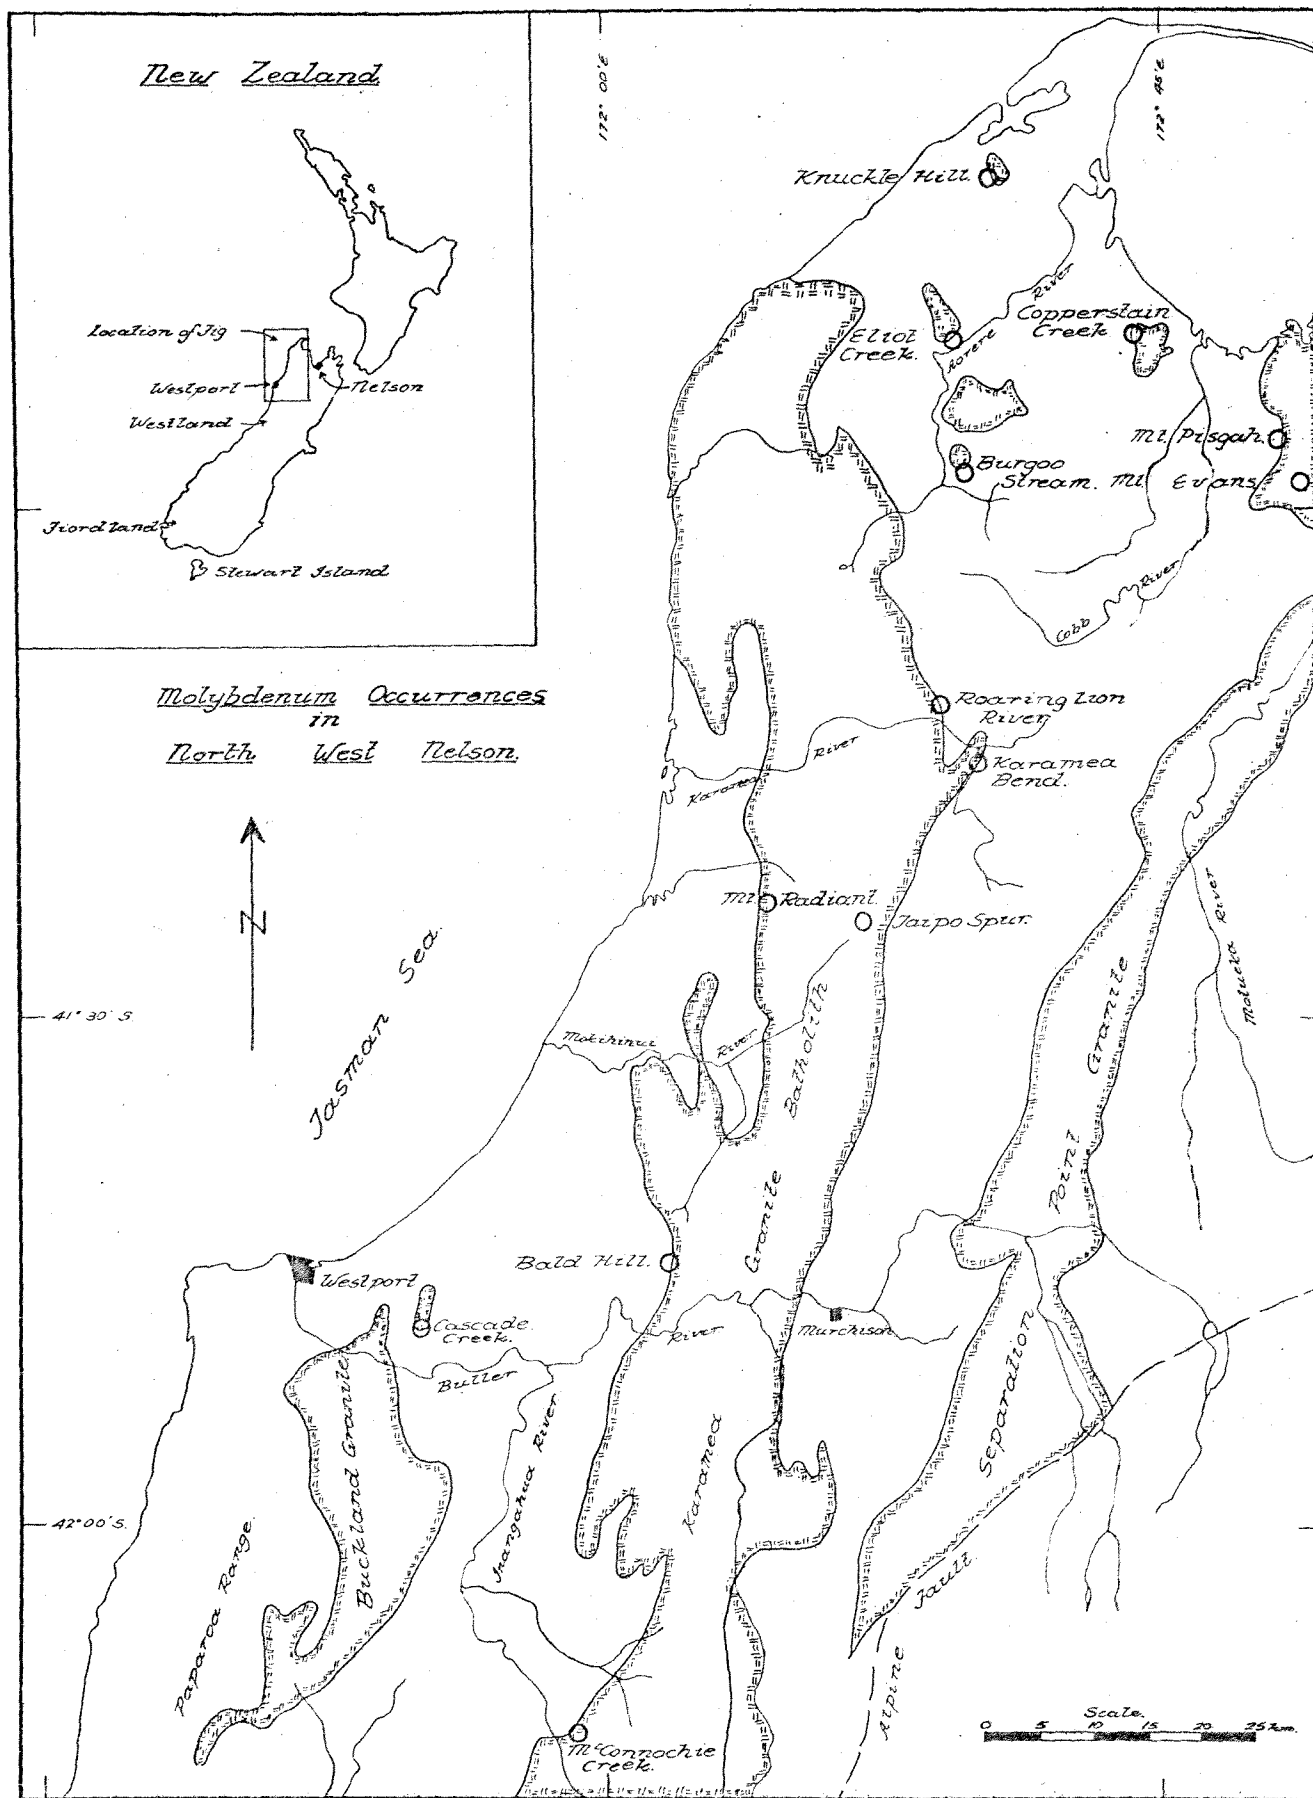 New Zealand
Location of Fig
Westport
Nelson
Westland
Fiordland
Stewart Island
Molybdenum Occurrences
in
North West Nelson.
N
172° 00'E
172° 45'E
Knuckle Hill.
Eliot
Creek.
Aorere
River
Copperstain
Creek.
Mt. Pisgah.
Burgoo
Stream.
Mt Evans
Cobb
River
Roaring Lion
River
Karamea
River
Karamea
Bend.
Mt. Radiant.
Taipo Spur.
Motueka River
41° 30' S.
Tasman Sea.
Mokihinui
River
Karamea Granite Batholith
Separation Point Granite
Bald Hill.
Westport
Cascade
Creek.
Buller
River
Murchison
Inangahua River
Buckland Granite
42° 00' S.
Paparoa Range.
Alpine Fault.
McConnochie
Creek.
Scale.
0 5 10 15 20 25 km.